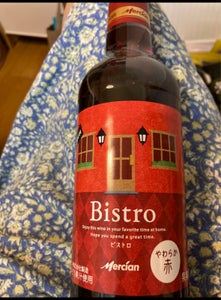 Mercian
Bistro
Enjoy this wine in your favorite time at home.
Hope you spend a great time.
ビストロ
やわらか
赤
Mercian